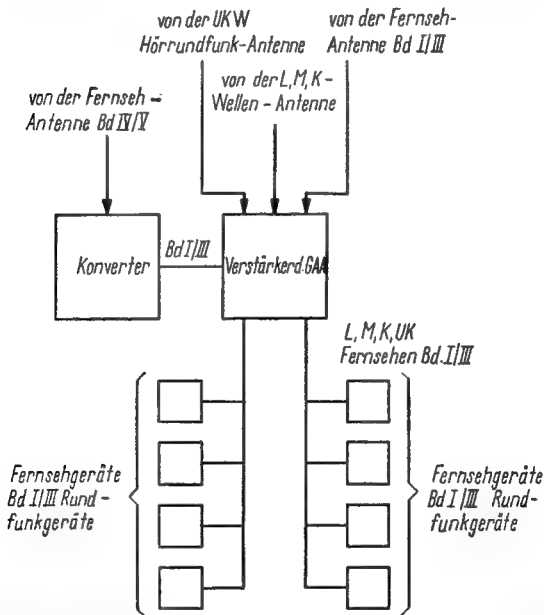 von der UKW
Hörrundfunk-Antenne
von der Fernseh-
Antenne Bd I/III
von der L,M,K-
Wellen-Antenne
von der Fernseh-
Antenne Bd IV/V
Konverter
Bd I/III
Verstärkerd.GAA
L,M,K,UK
Fernsehen Bd.I/III
Fernsehgeräte
Bd I/III Rund-
funkgeräte
Fernsehgeräte
Bd I/III Rund-
funkgeräte